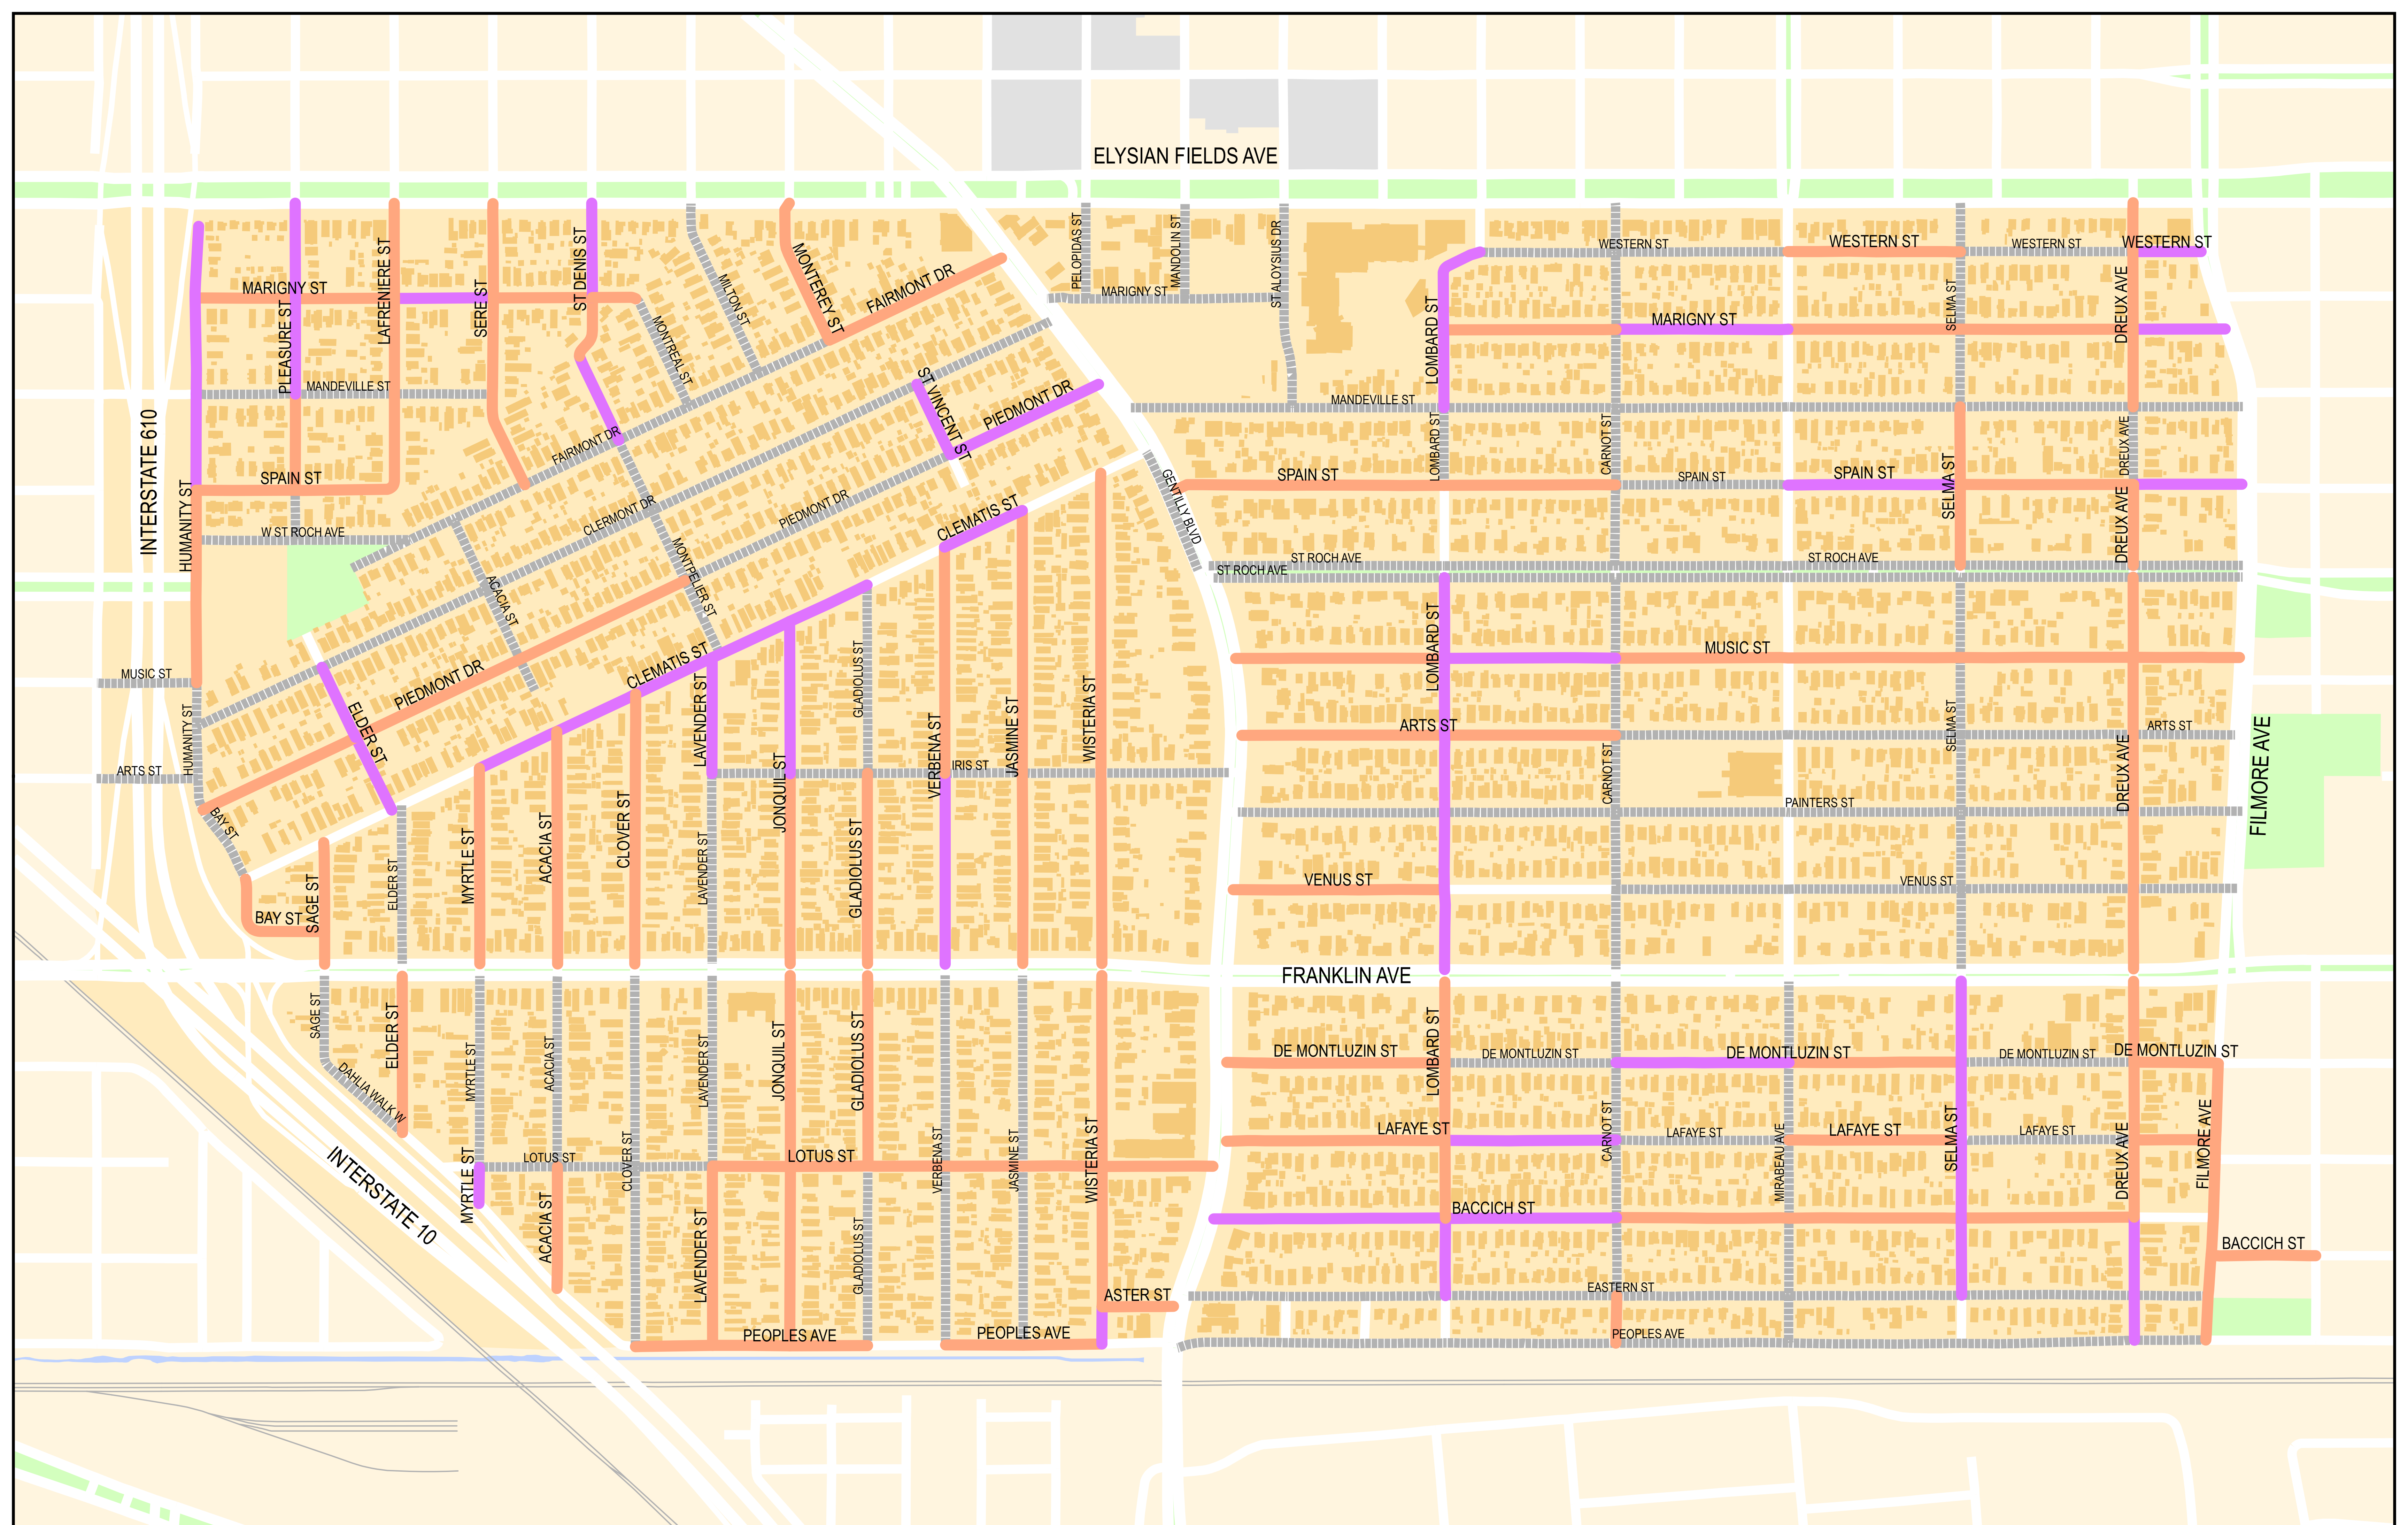 ELYSIAN FIELDS AVE
PELOPIDAS ST
MANDOLIN ST
ST ALOYSIUS DR
WESTERN ST
WESTERN ST
WESTERN ST
WESTERN ST
LAFRENIERE ST
SERE ST
ST DENIS ST
MONTEREY ST
MILTON ST
FAIRMONT DR
MARIGNY ST
MARIGNY ST
MARIGNY ST
PLEASURE ST
MONTREAL ST
LOMBARD ST
SELMA ST
DREUX AVE
MANDEVILLE ST
MANDEVILLE ST
ST VINCENT ST
PIEDMONT DR
INTERSTATE 610
FAIRMONT DR
LOMBARD ST
CARNOT ST
DREUX AVE
SPAIN ST
SPAIN ST
SPAIN ST
SPAIN ST
HUMANITY ST
CLERMONT DR
PIEDMONT DR
CLEMATIS ST
GENTILLY BLVD
SELMA ST
DREUX AVE
W ST ROCH AVE
ST ROCH AVE
ST ROCH AVE
ST ROCH AVE
ACACIA ST
MONTPELIER ST
MUSIC ST
MUSIC ST
PIEDMONT DR
CLEMATIS ST
LAVENDER ST
GLADIOLUS ST
LOMBARD ST
HUMANITY ST
ELDER ST
JONQUIL ST
VERBENA ST
JASMINE ST
WISTERIA ST
ARTS ST
ARTS ST
ARTS ST
SELMA ST
IRIS ST
CARNOT ST
DREUX AVE
FILMORE AVE
PAINTERS ST
BAY ST
MYRTLE ST
ACACIA ST
CLOVER ST
LAVENDER ST
GLADIOLUS ST
ELDER ST
VENUS ST
VENUS ST
SAGE ST
BAY ST
FRANKLIN AVE
SAGE ST
ELDER ST
MYRTLE ST
ACACIA ST
LAVENDER ST
JONQUIL ST
GLADIOLUS ST
LOMBARD ST
DE MONTLUZIN ST
DE MONTLUZIN ST
DE MONTLUZIN ST
DE MONTLUZIN ST
DE MONTLUZIN ST
DAHLIA WALK W
LAFAYE ST
LAFAYE ST
LAFAYE ST
LAFAYE ST
CLOVER ST
VERBENA ST
JASMINE ST
WISTERIA ST
CARNOT ST
MIRABEAU AVE
SELMA ST
DREUX AVE
FILMORE AVE
LOTUS ST
LOTUS ST
INTERSTATE 10
MYRTLE ST
ACACIA ST
LAVENDER ST
GLADIOLUS ST
BACCICH ST
BACCICH ST
ASTER ST
EASTERN ST
PEOPLES AVE
PEOPLES AVE
PEOPLES AVE